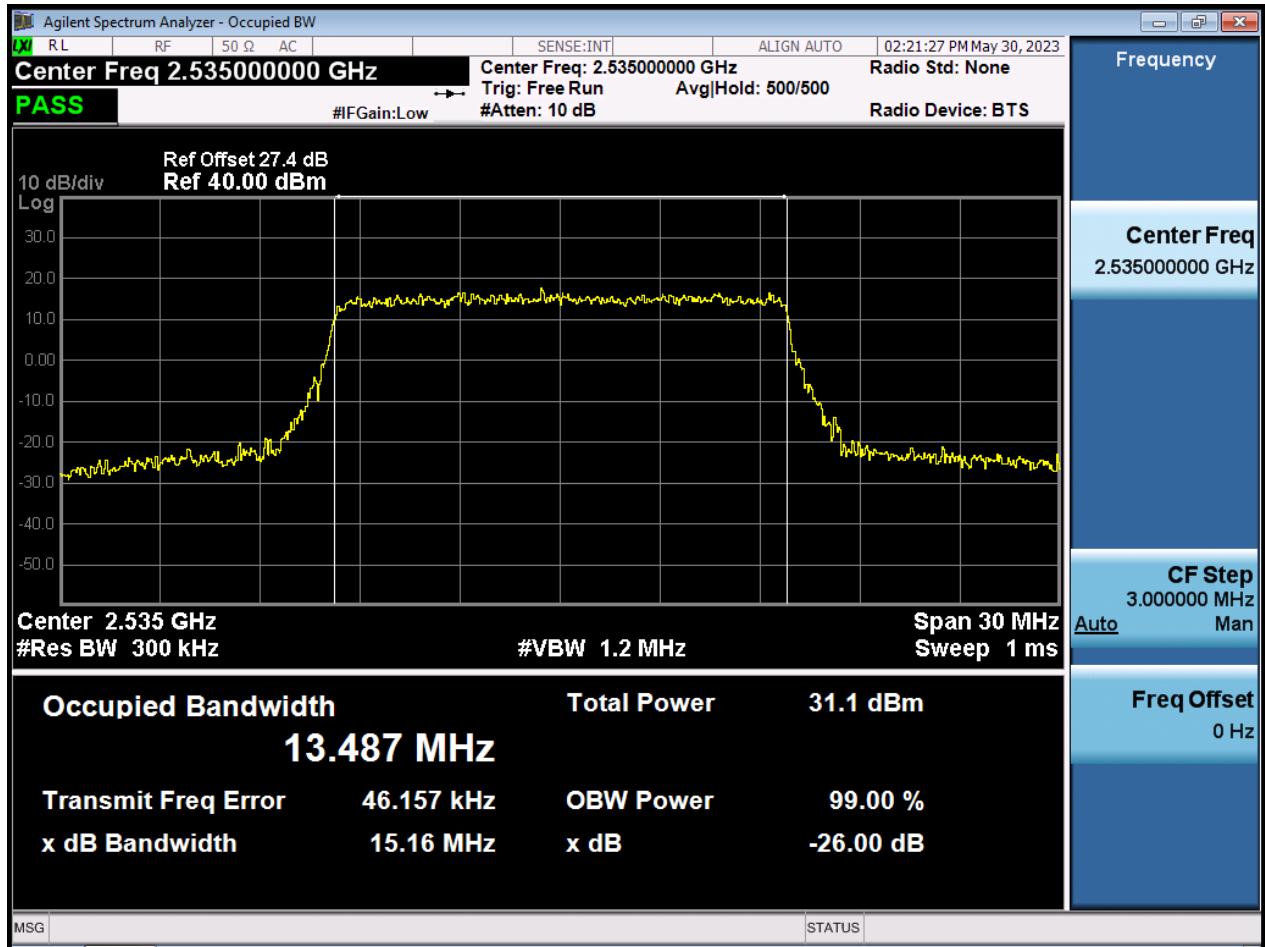 Agilent Spectrum Analyzer - Occupied BW
LXI RL RF 50 Ω AC SENSE:INT ALIGN AUTO 02:21:27 PM May 30, 2023
Center Freq 2.535000000 GHz
PASS
#IFGain:Low
Center Freq: 2.535000000 GHz
Trig: Free Run Avg|Hold: 500/500
#Atten: 10 dB
Radio Std: None
Radio Device: BTS
Ref Offset 27.4 dB
10 dB/div Ref 40.00 dBm
Log
30.0
20.0
10.0
0.00
-10.0
-20.0
-30.0
-40.0
-50.0
Center 2.535 GHz Span 30 MHz
#Res BW 300 kHz #VBW 1.2 MHz Sweep 1 ms
Occupied Bandwidth Total Power 31.1 dBm
13.487 MHz
Transmit Freq Error 46.157 kHz OBW Power 99.00 %
x dB Bandwidth 15.16 MHz x dB -26.00 dB
MSG STATUS
Frequency
Center Freq
2.535000000 GHz
CF Step
3.000000 MHz
Auto Man
Freq Offset
0 Hz